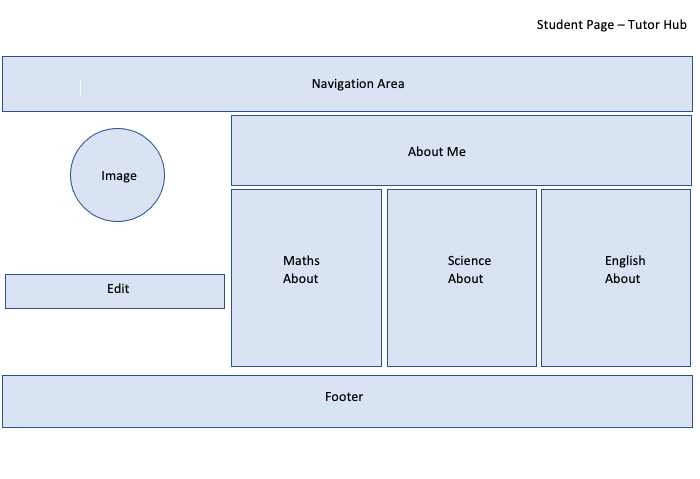 Student Page – Tutor Hub
Navigation Area
Image
About Me
Maths
About
Science
About
English
About
Edit
Footer